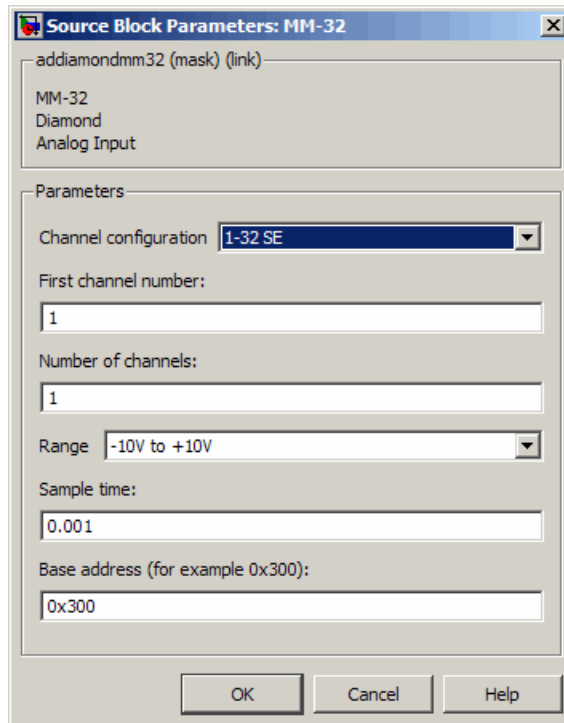 Source Block Parameters: MM-32
addiamondmm32 (mask) (link)
MM-32
Diamond
Analog Input
Parameters
Channel configuration 1-32 SE
First channel number:
1
Number of channels:
1
Range -10V to +10V
Sample time:
0.001
Base address (for example 0x300):
0x300
OK Cancel Help